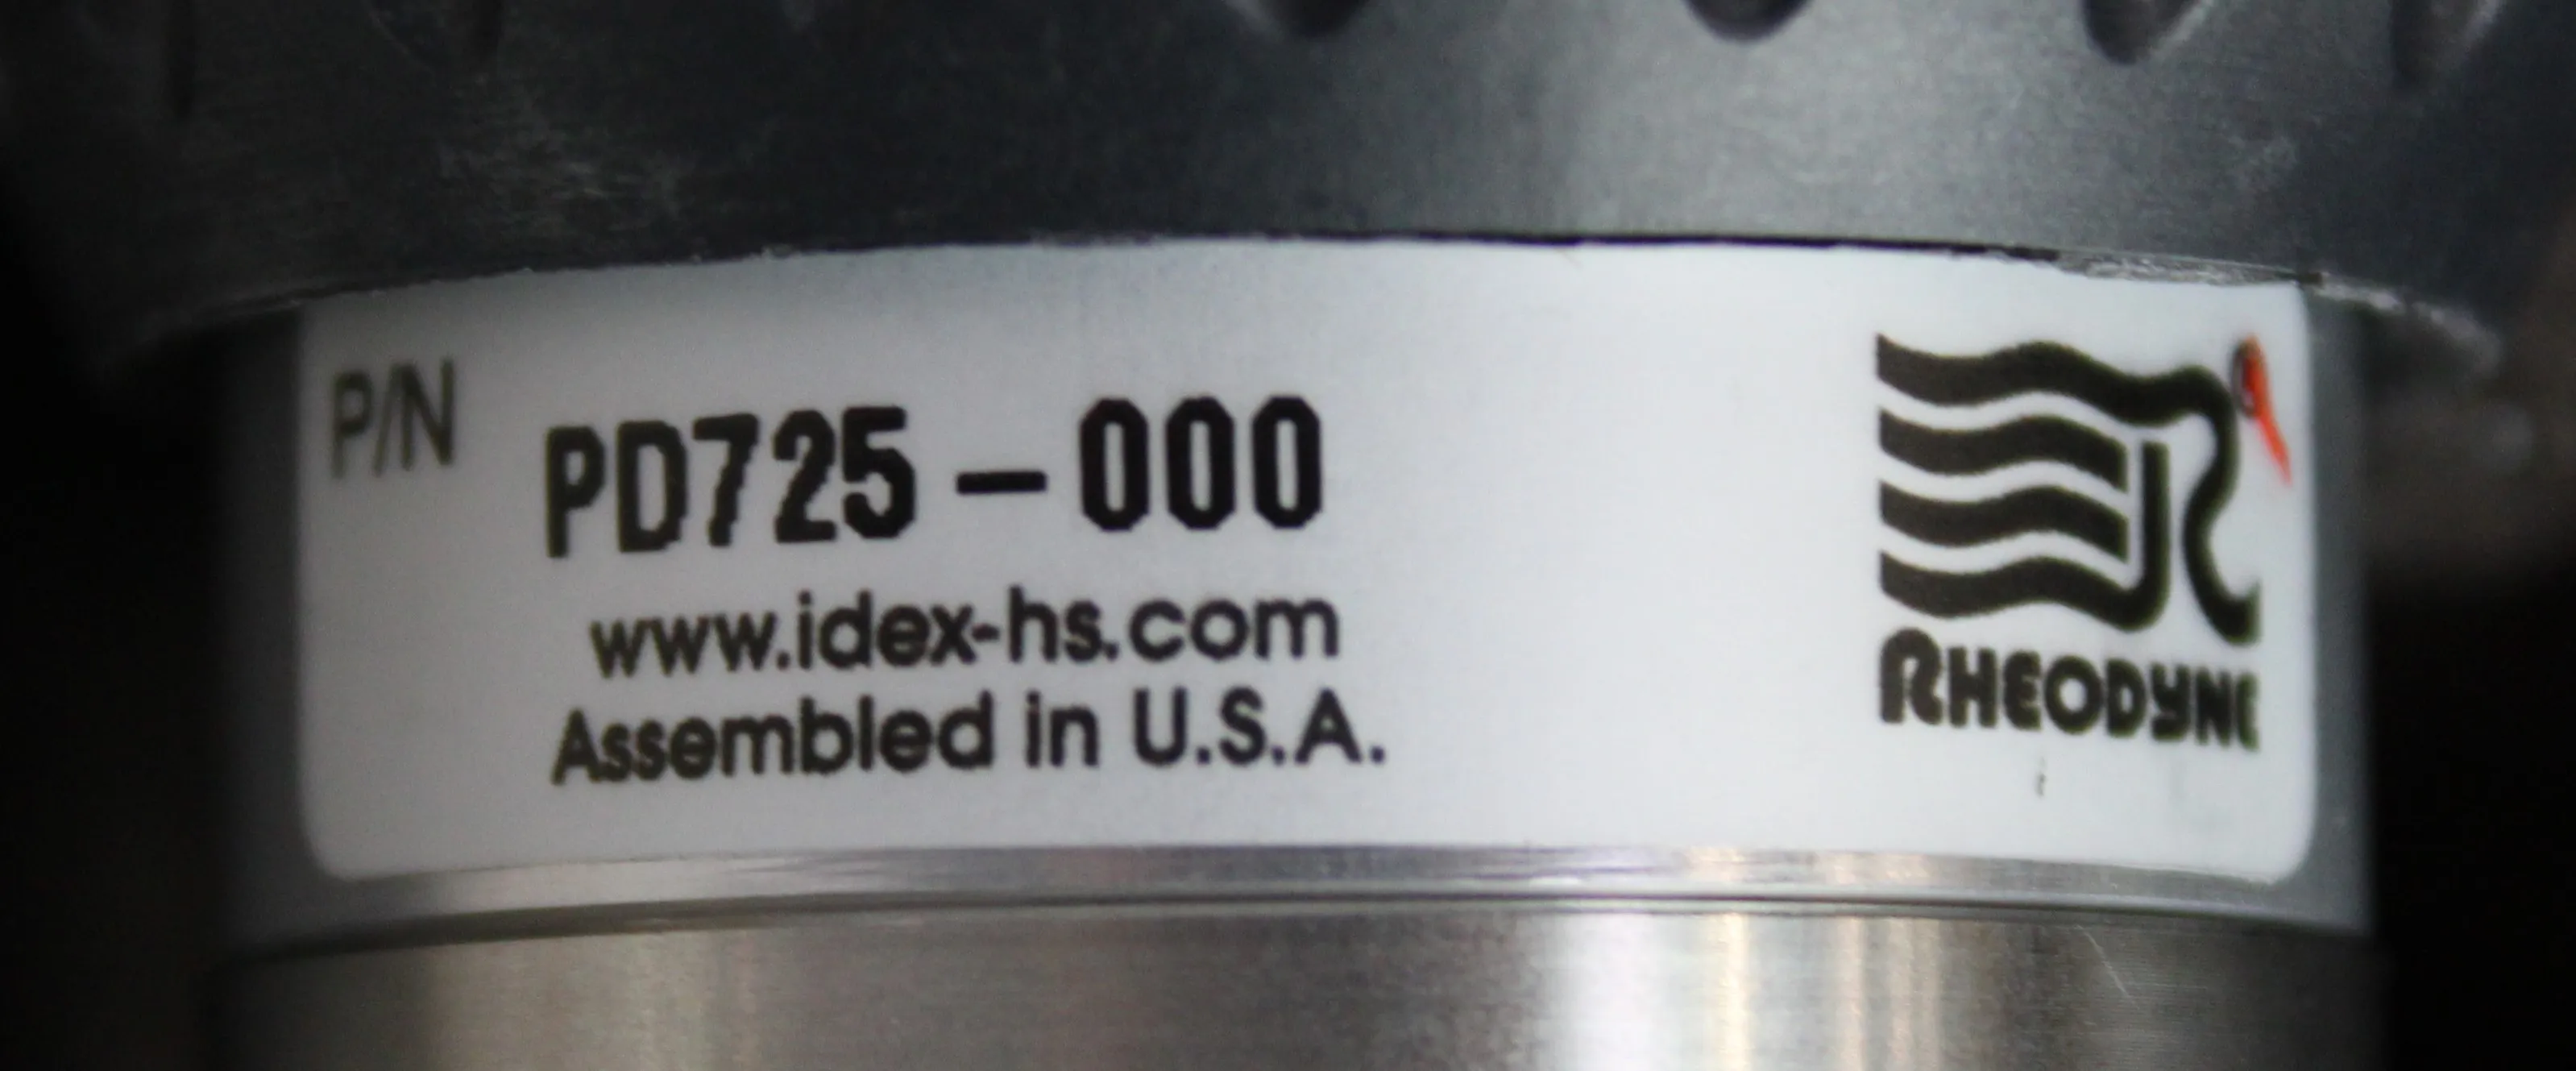 P/N PD725-000
www.idex-hs.com
Assembled in U.S.A.
RHEODYNE